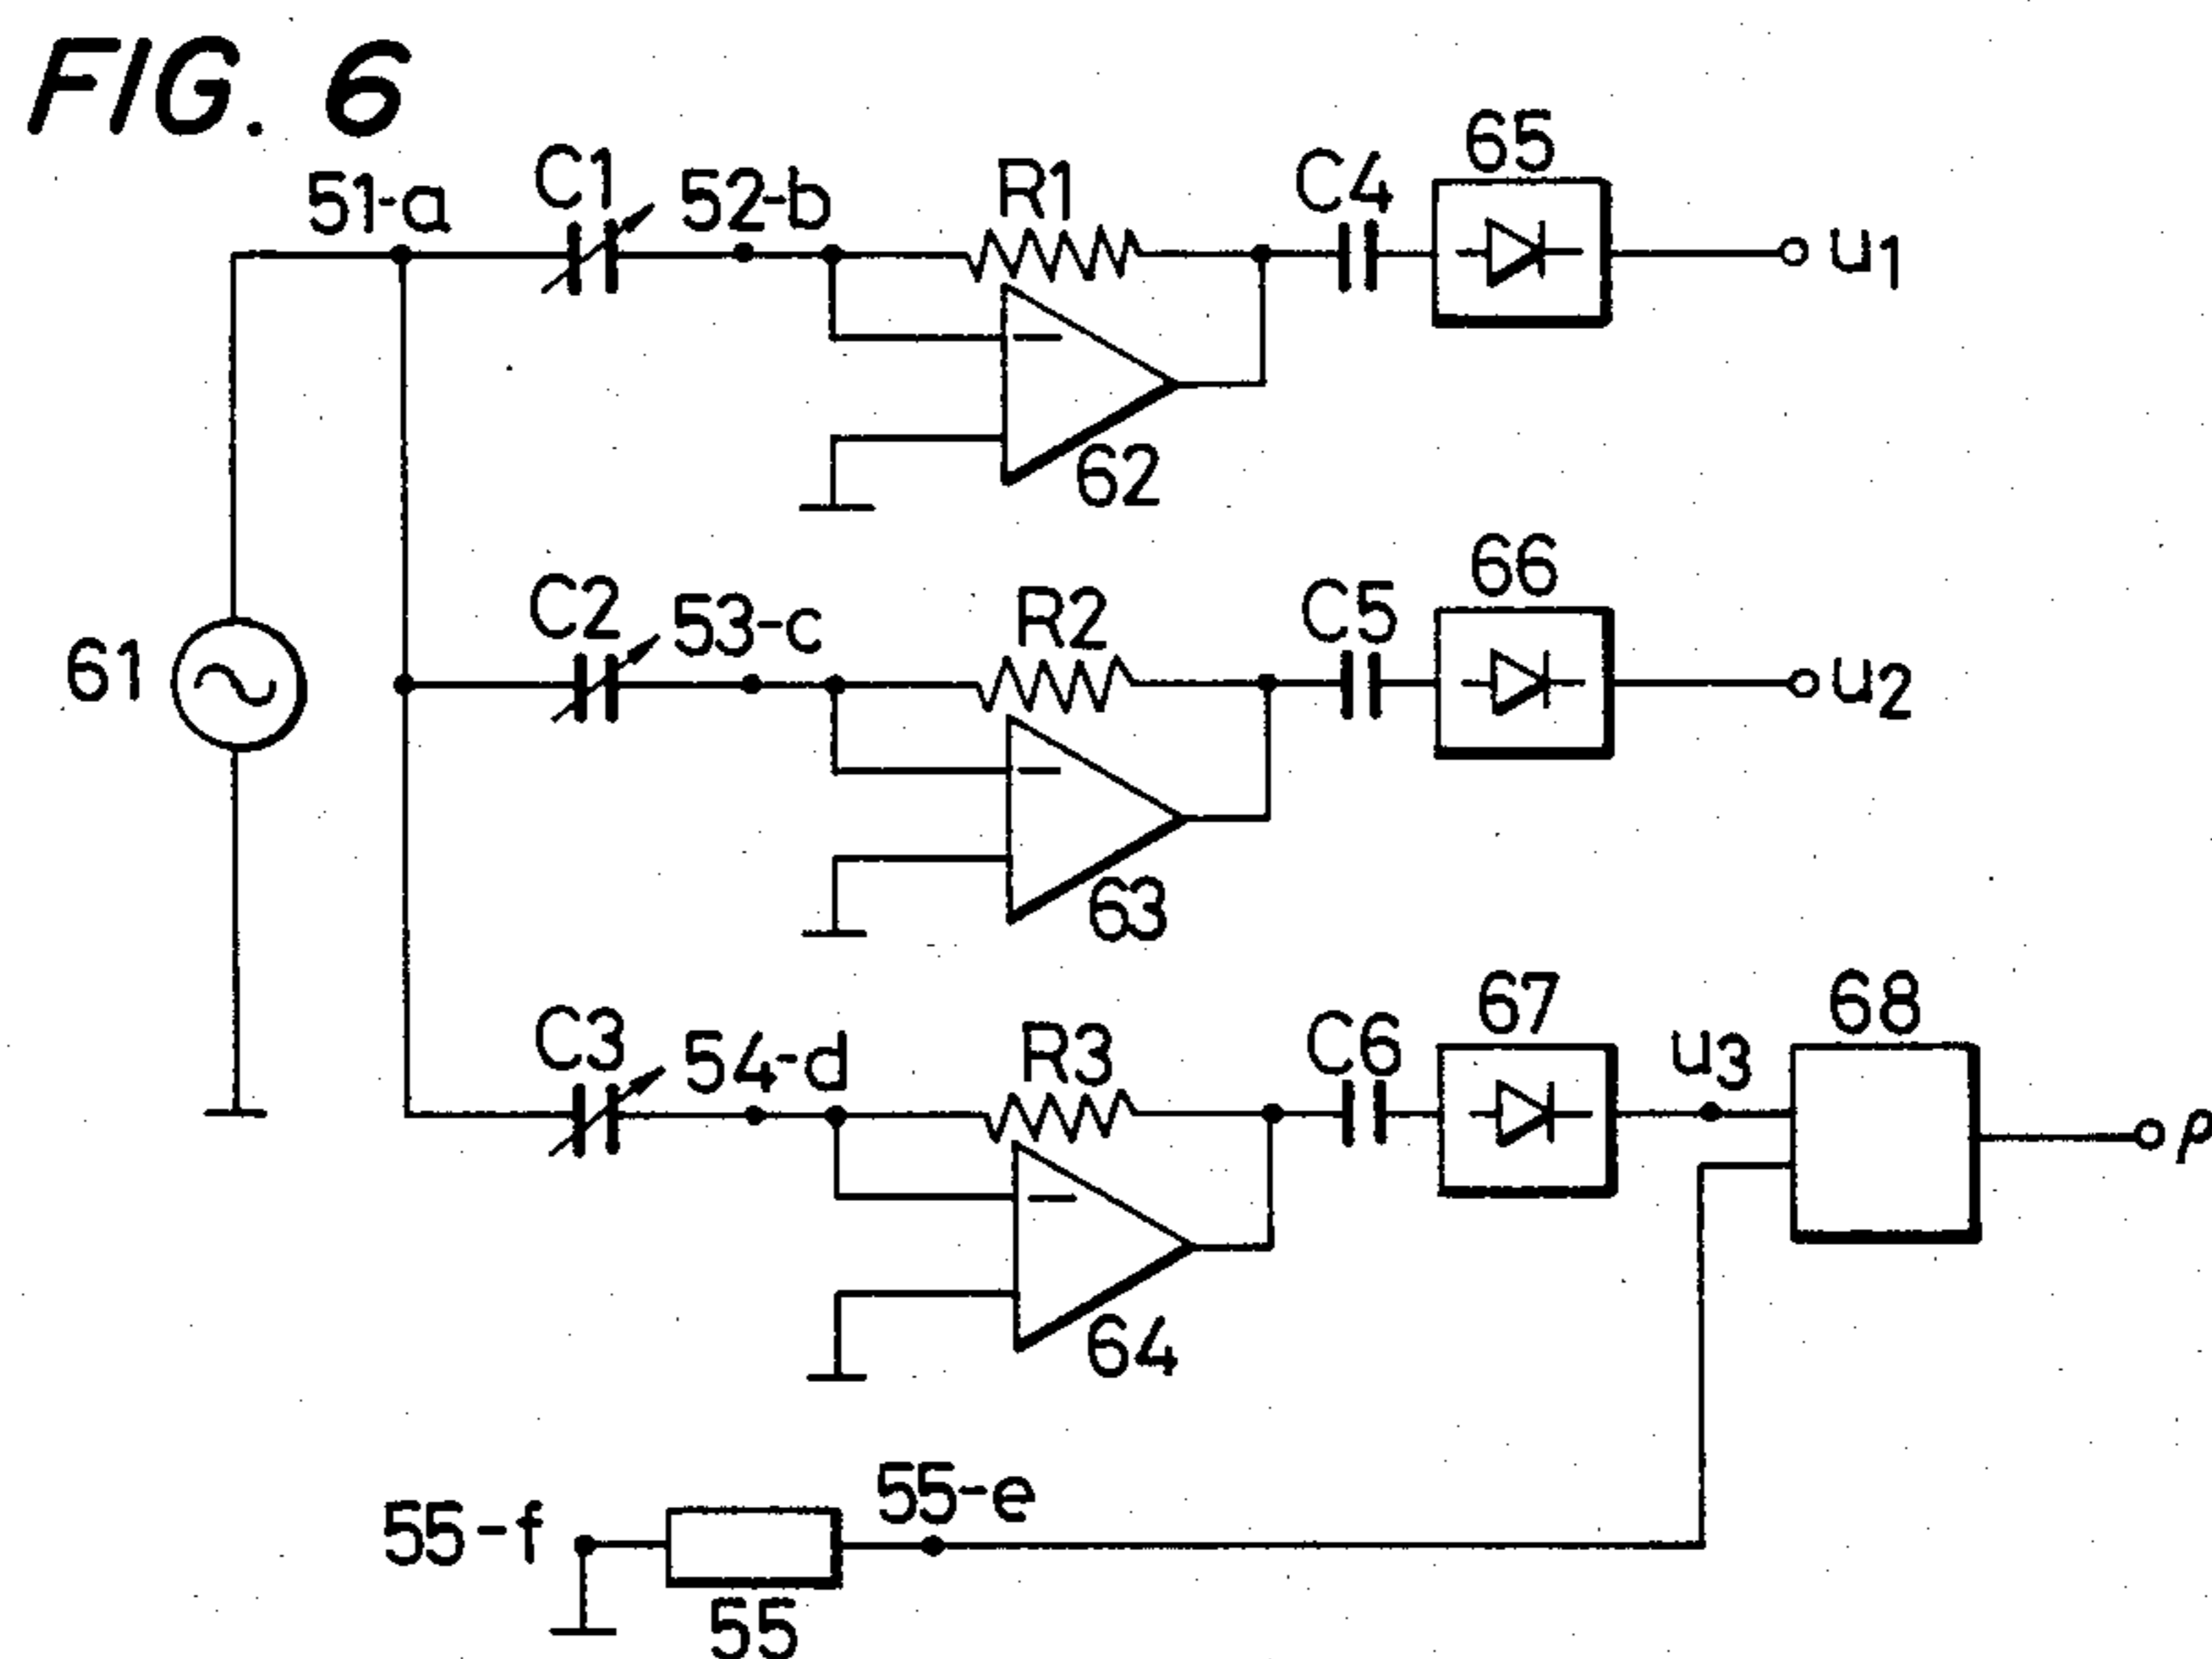 FIG. 6
51-a
C1
52-b
R1
C4
65
u1
62
61
C2
53-c
R2
C5
66
u2
63
C3
54-d
R3
C6
67
u3
68
ρ
64
55-f
55-e
55